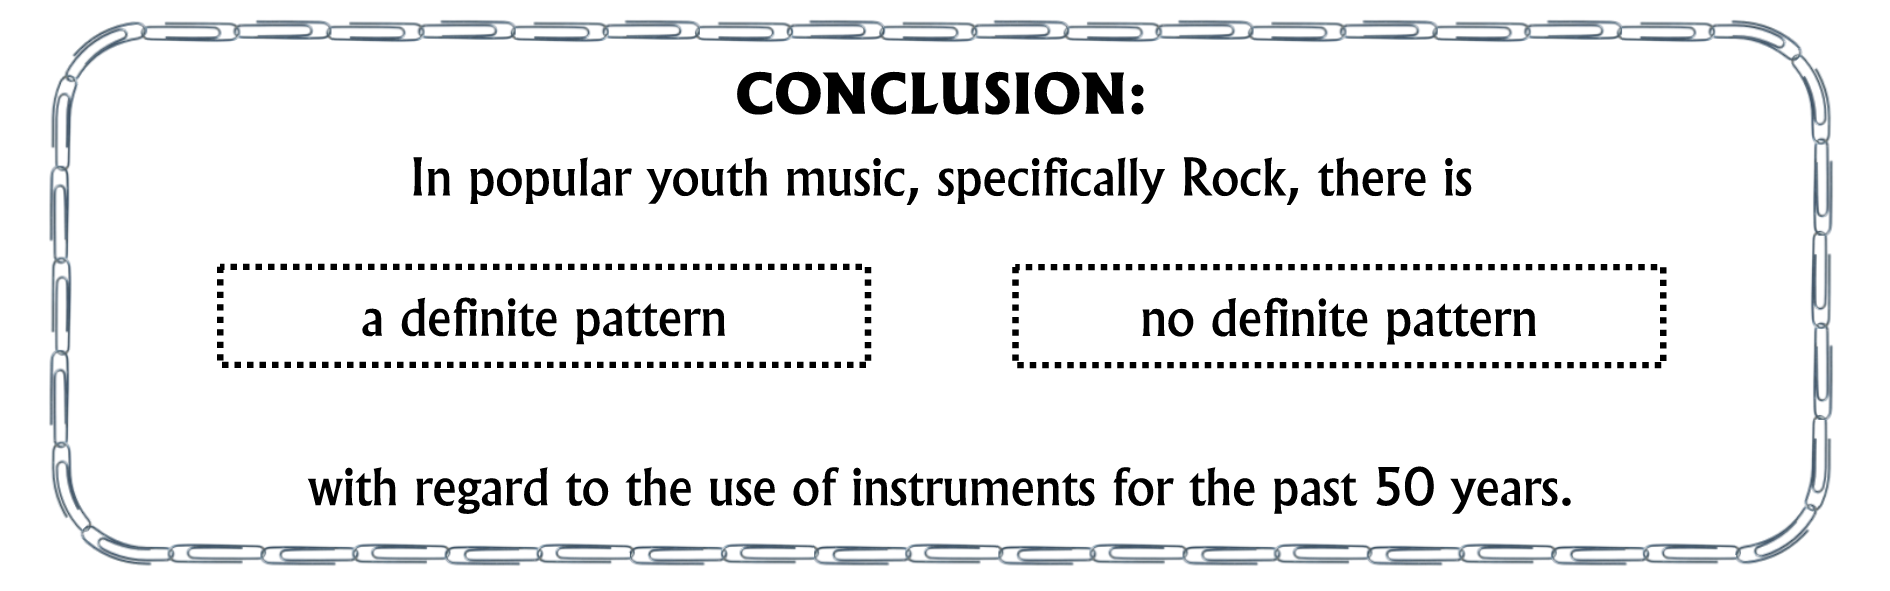 CONCLUSION:
In popular youth music, specifically Rock, there is
a definite pattern
no definite pattern
with regard to the use of instruments for the past 50 years.